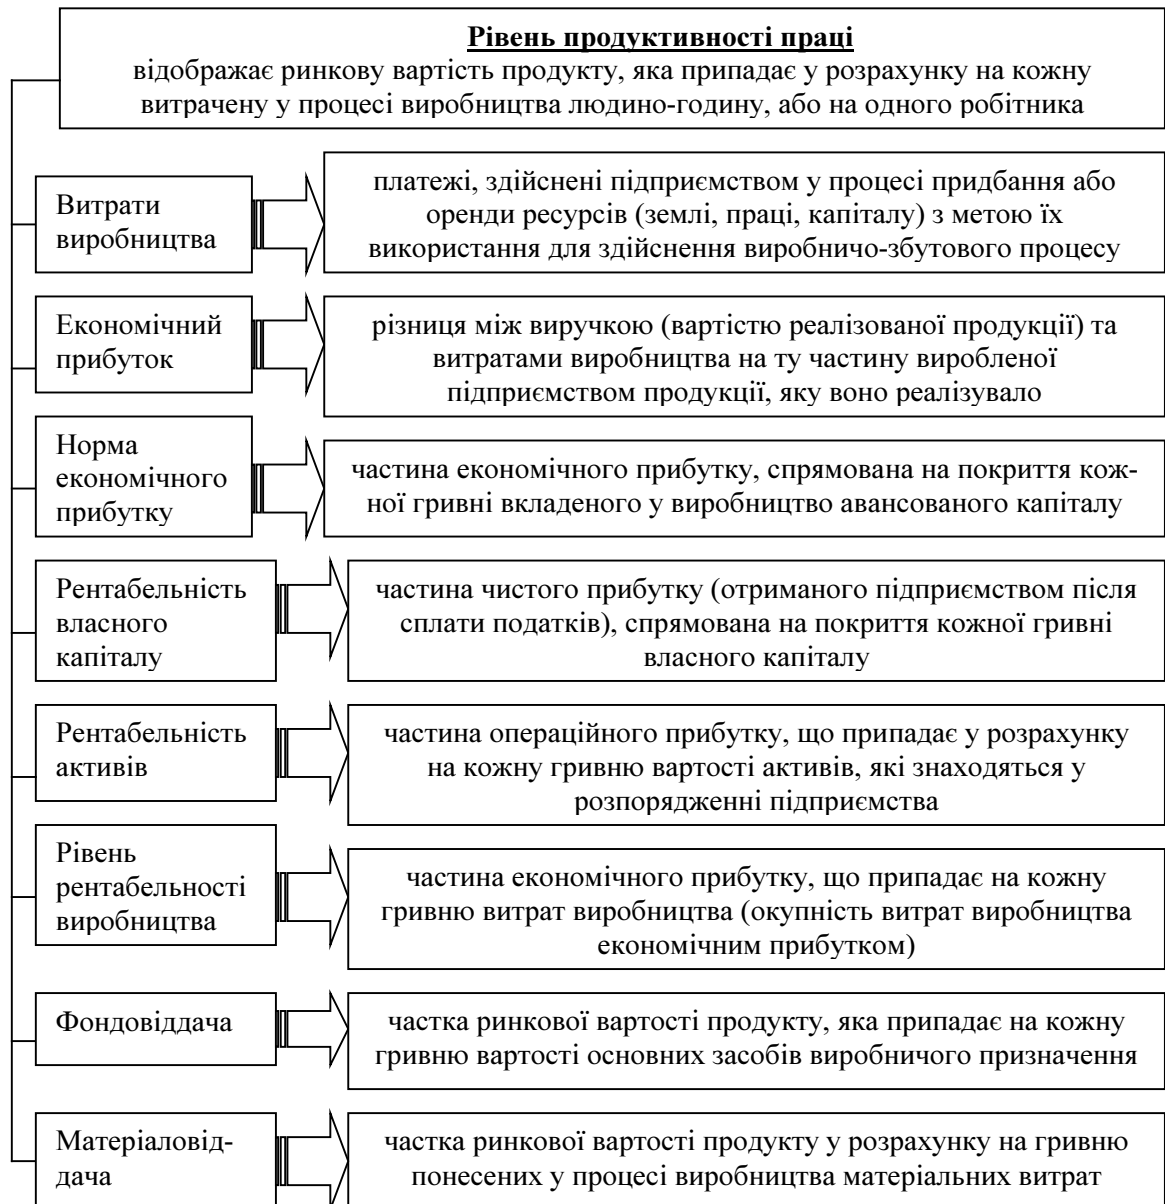 Рівень продуктивності праці
відображає ринкову вартість продукту, яка припадає у розрахунку на кожну
витрачену у процесі виробництва людино-годину, або на одного робітника
Витрати
виробництва
платежі, здійснені підприємством у процесі придбання або
оренди ресурсів (землі, праці, капіталу) з метою їх
використання для здійснення виробничо-збутового процесу
Економічний
прибуток
різниця між виручкою (вартістю реалізованої продукції) та
витратами виробництва на ту частину виробленої
підприємством продукції, яку воно реалізувало
Норма
економічного
прибутку
частина економічного прибутку, спрямована на покриття кож-
ної гривні вкладеного у виробництво авансованого капіталу
Рентабельність
власного
капіталу
частина чистого прибутку (отриманого підприємством після
сплати податків), спрямована на покриття кожної гривні
власного капіталу
Рентабельність
активів
частина операційного прибутку, що припадає у розрахунку
на кожну гривню вартості активів, які знаходяться у
розпорядженні підприємства
Рівень
рентабельності
виробництва
частина економічного прибутку, що припадає на кожну
гривню витрат виробництва (окупність витрат виробництва
економічним прибутком)
Фондовіддача
частка ринкової вартості продукту, яка припадає на кожну
гривню вартості основних засобів виробничого призначення
Матеріаловід-
дача
частка ринкової вартості продукту у розрахунку на гривню
понесених у процесі виробництва матеріальних витрат